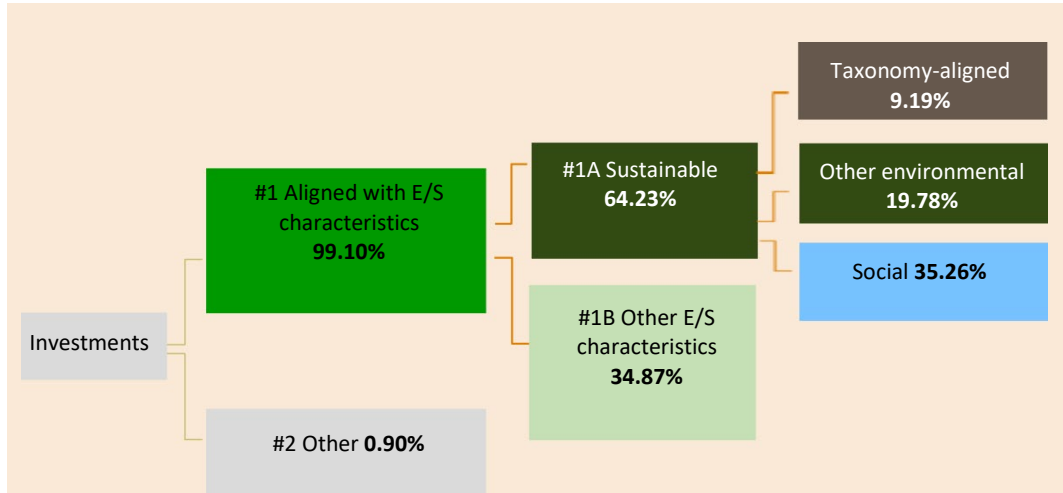 Investments
#1 Aligned with E/S
characteristics
99.10%
#2 Other 0.90%
#1A Sustainable
64.23%
#1B Other E/S
characteristics
34.87%
Taxonomy-aligned
9.19%
Other environmental
19.78%
Social 35.26%